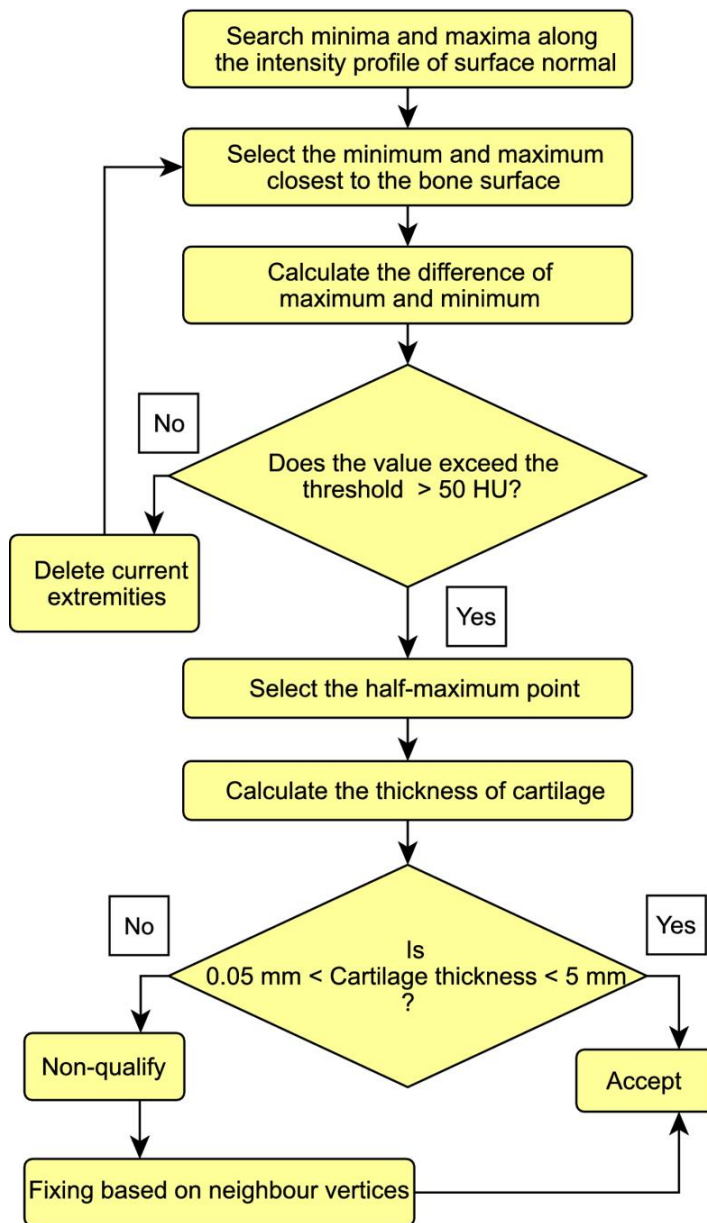 Search minima and maxima along
the intensity profile of surface normal
Select the minimum and maximum
closest to the bone surface
Calculate the difference of
maximum and minimum
No
Does the value exceed the
threshold > 50 HU?
Delete current
extremities
Yes
Select the half-maximum point
Calculate the thickness of cartilage
No
Yes
Is
0.05 mm < Cartilage thickness < 5 mm
?
Non-qualify
Accept
Fixing based on neighbour vertices